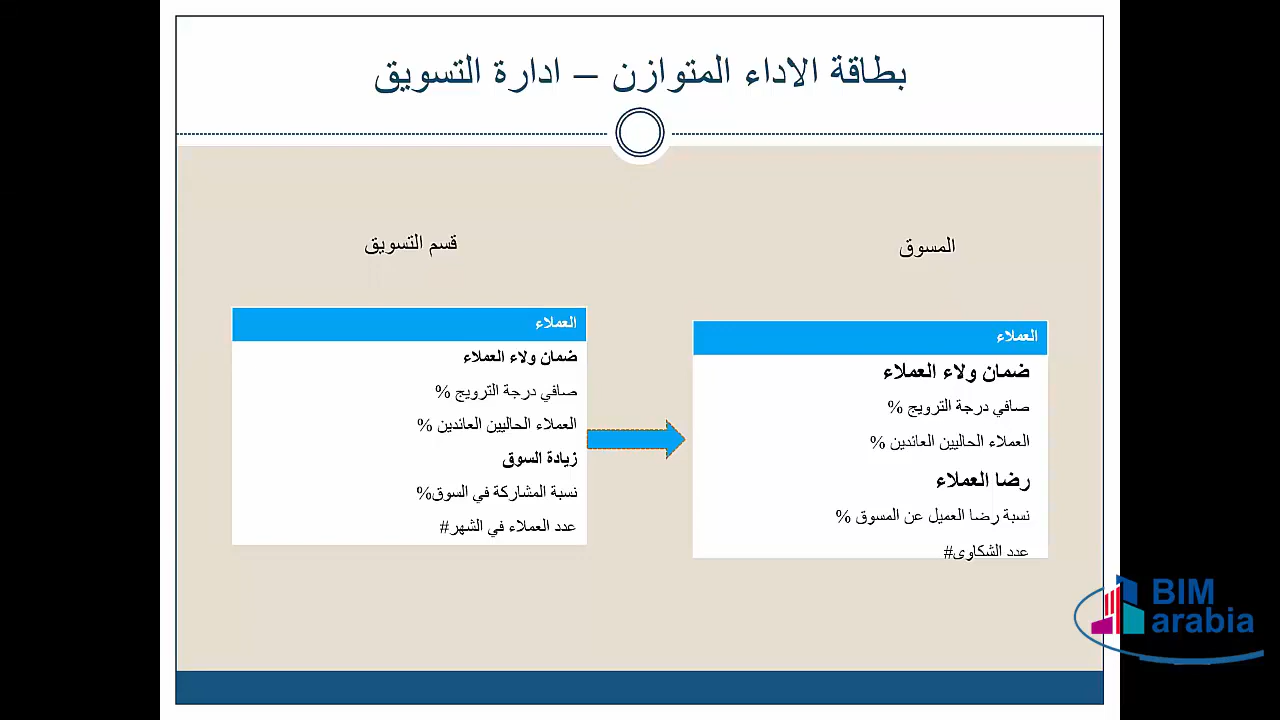 بطاقة الاداء المتوازن – ادارة التسويق
المسوق
العملاء
ضمان ولاء العملاء
صافي درجة الترويج %
العملاء الحاليين العائدين %
رضا العملاء
نسبة رضا العميل عن المسوق %
عدد الشكاوى#
قسم التسويق
العملاء
ضمان ولاء العملاء
صافي درجة الترويج %
العملاء الحاليين العائدين %
زيادة السوق
نسبة المشاركة في السوق%
عدد العملاء في الشهر#
BIM
arabia